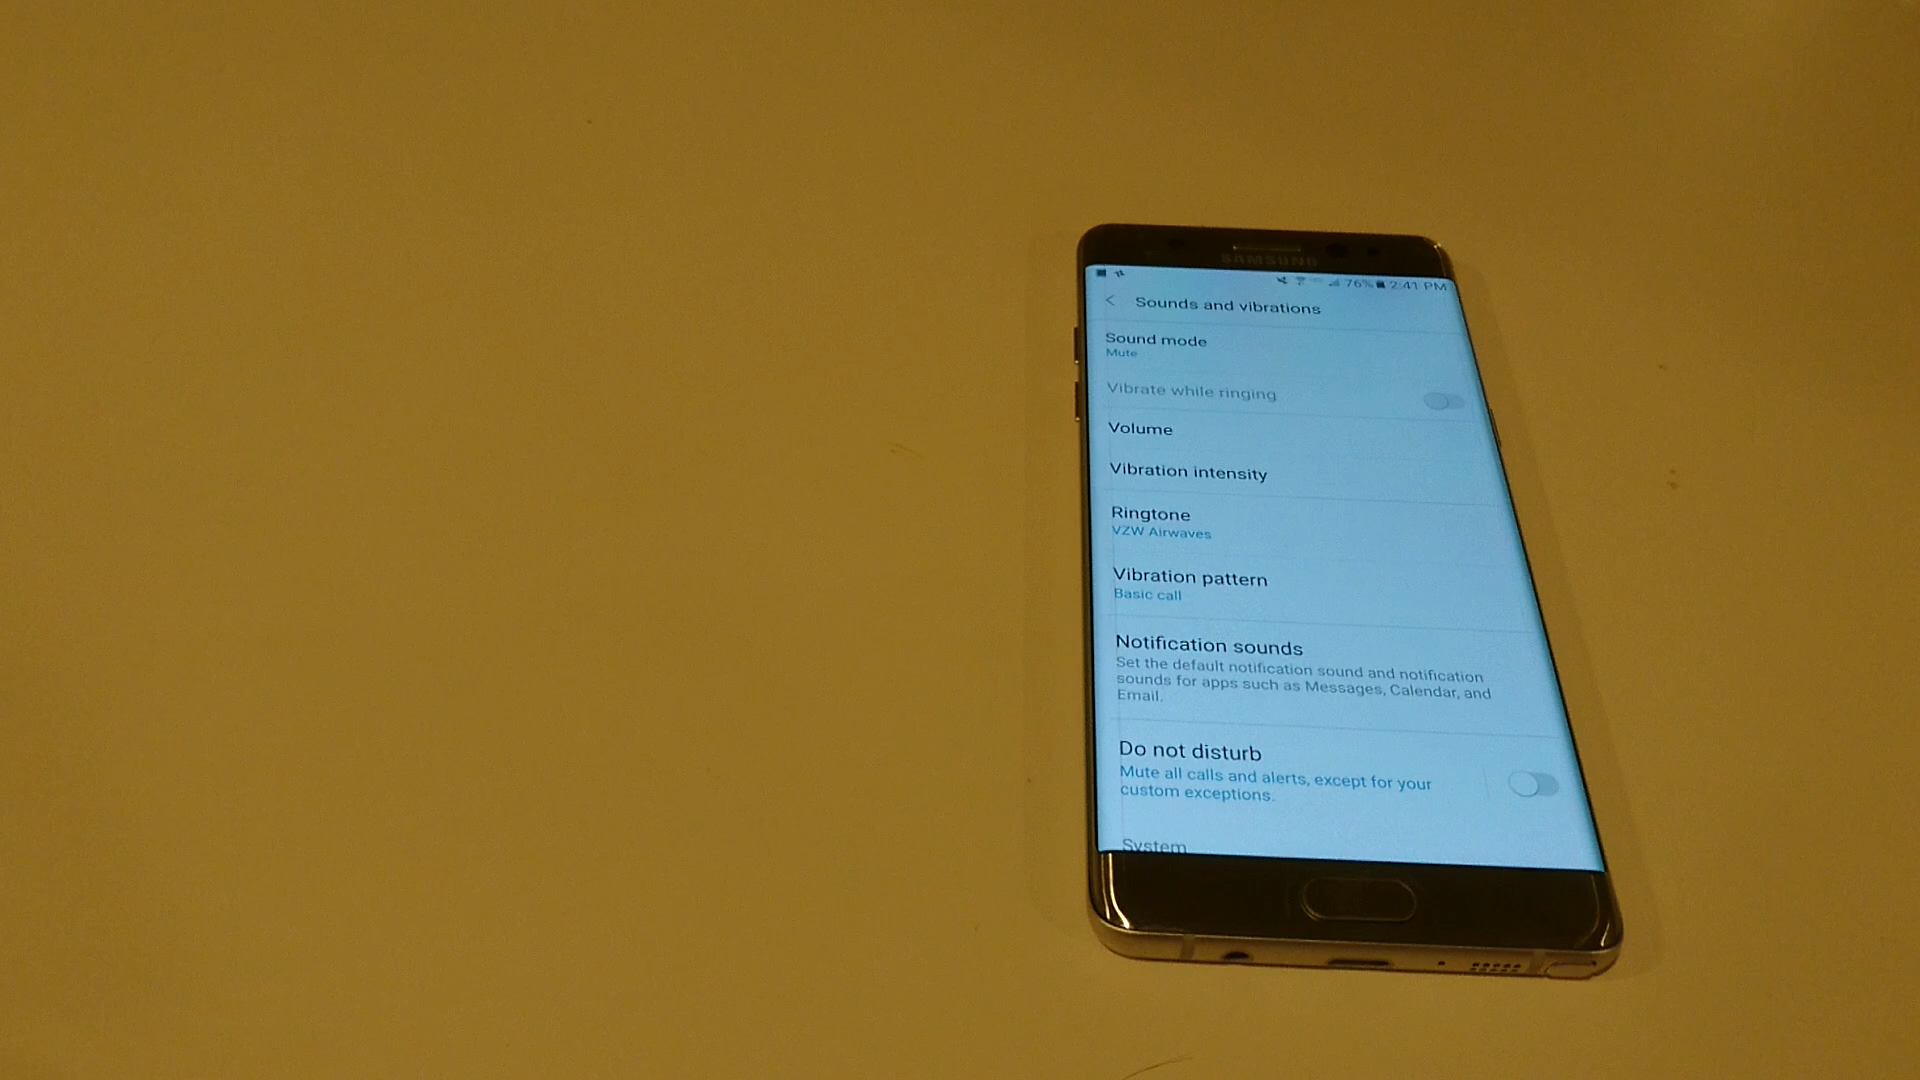 SAMSUNG
76% 2:41 PM
Sounds and vibrations
Sound mode
Mute
Vibrate while ringing
Volume
Vibration intensity
Ringtone
VZW Airwaves
Vibration pattern
Basic call
Notification sounds
Set the default notification sound and notification
sounds for apps such as Messages, Calendar, and
Email.
Do not disturb
Mute all calls and alerts, except for your
custom exceptions.
System